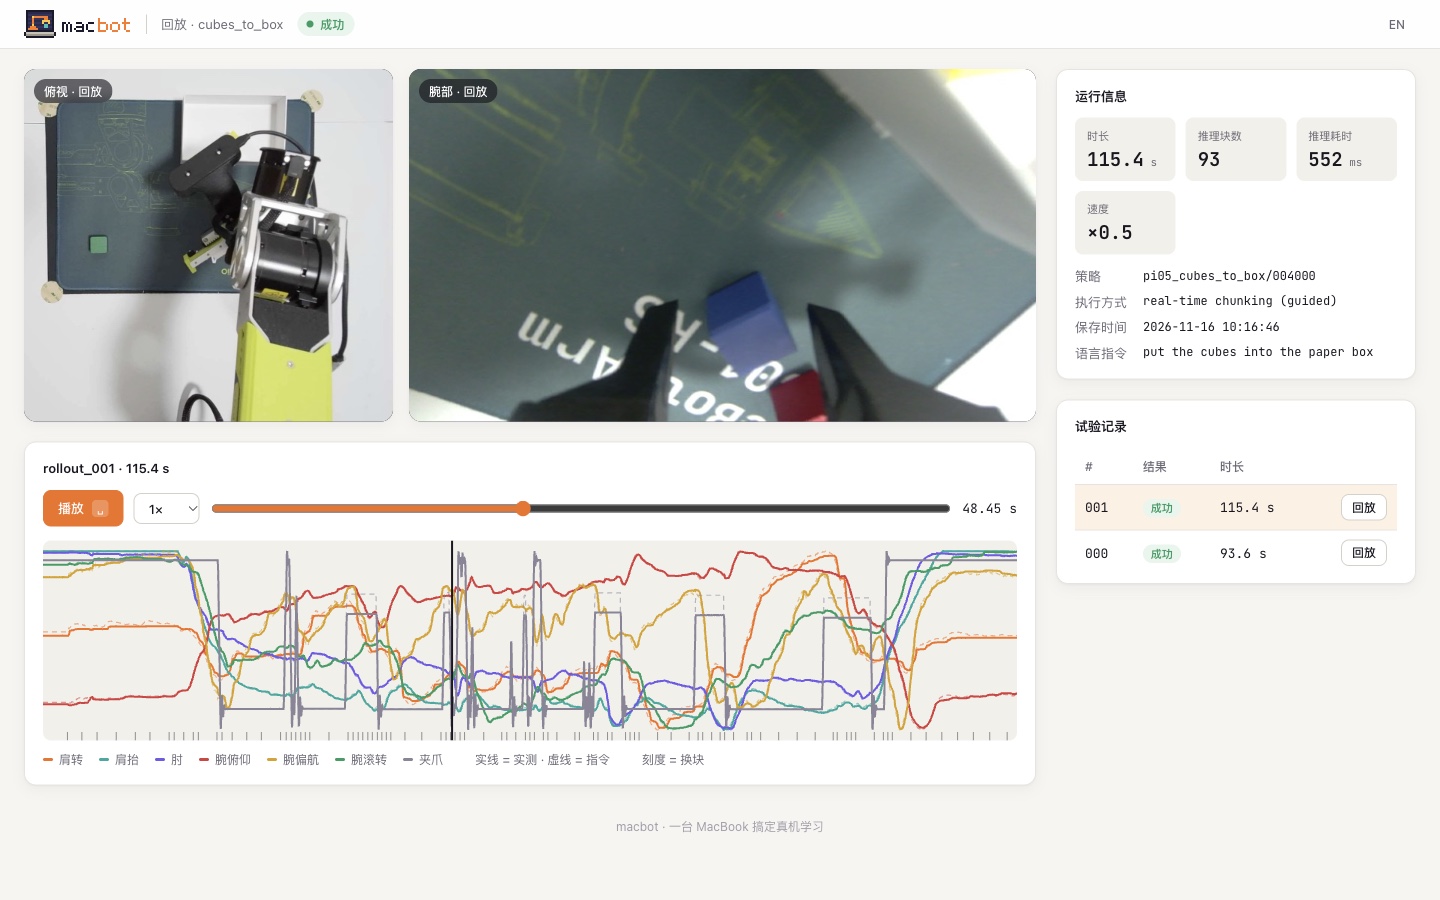 macbot
回放 · cubes_to_box
成功
EN
俯视 · 回放
腕部 · 回放
Arm
运行信息
时长
115.4 s
推理块数
93
推理耗时
552 ms
速度
×0.5
策略 pi05_cubes_to_box/004000
执行方式 real-time chunking (guided)
保存时间 2026-11-16 10:16:46
语言指令 put the cubes into the paper box
试验记录
# 结果 时长
001 成功 115.4 s 回放
000 成功 93.6 s 回放
rollout_001 · 115.4 s
播放 ␣ 1× 48.45 s
肩转 肩抬 肘 腕俯仰 腕偏航 腕滚转 夹爪 实线 = 实测 · 虚线 = 指令 刻度 = 换块
macbot · 一台 MacBook 搞定真机学习